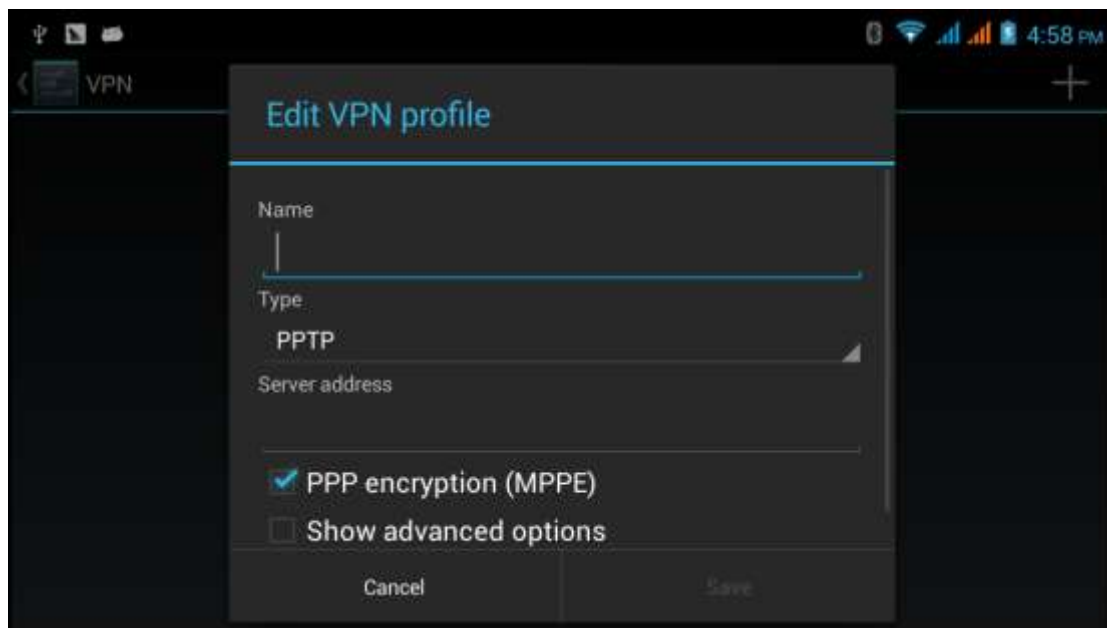 4:58 PM
VPN
Edit VPN profile
Name
Type
PPTP
Server address
PPP encryption (MPPE)
Show advanced options
Cancel
Save